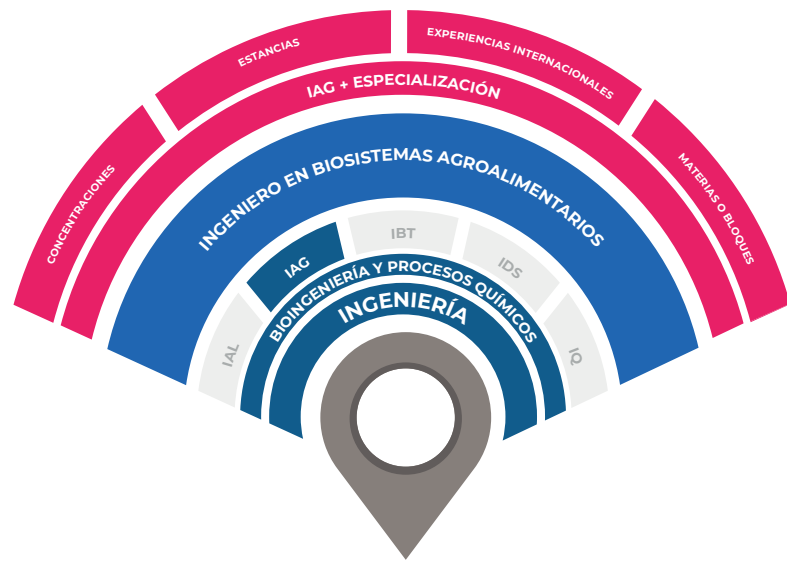 ESTANCIAS
EXPERIENCIAS INTERNACIONALES
CONCENTRACIONES
MATERIAS O BLOQUES
IAG + ESPECIALIZACIÓN
INGENIERO EN BIOSISTEMAS AGROALIMENTARIOS
IAL
IAG
IBT
IDS
IQ
BIOINGENIERÍA Y PROCESOS QUÍMICOS
INGENIERÍA